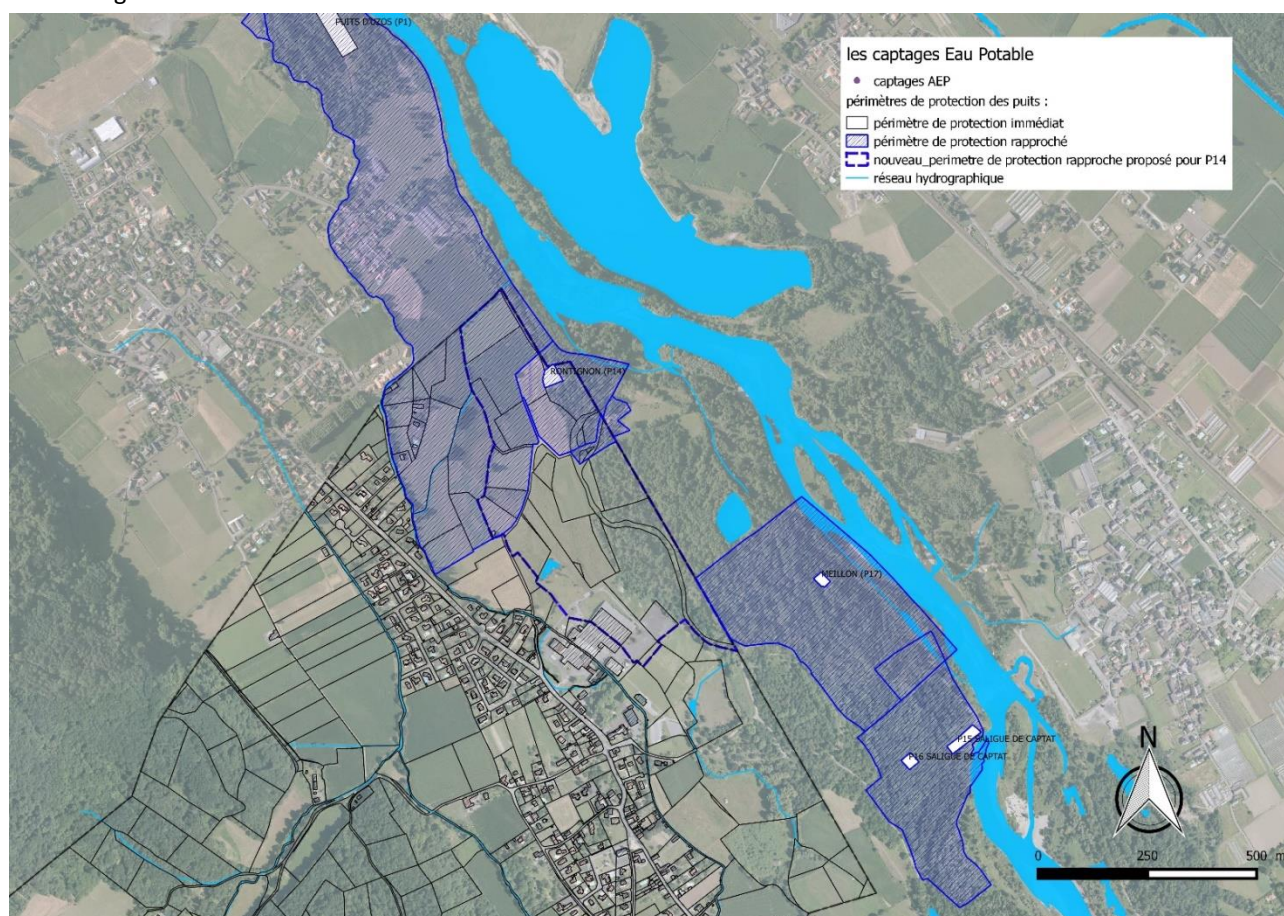 PUITS D'UZOS (P1)
les captages Eau Potable
captages AEP
périmètres de protection des puits :
périmètre de protection immédiat
périmètre de protection rapproché
nouveau_perimetre de protection rapproche proposé pour P14
réseau hydrographique
RONTIGNON (P14)
MEILLON (P17)
P15 SALIGUE DE CAPTAT
P16 SALIGUE DE CAPTAT
N
0 250 500 m